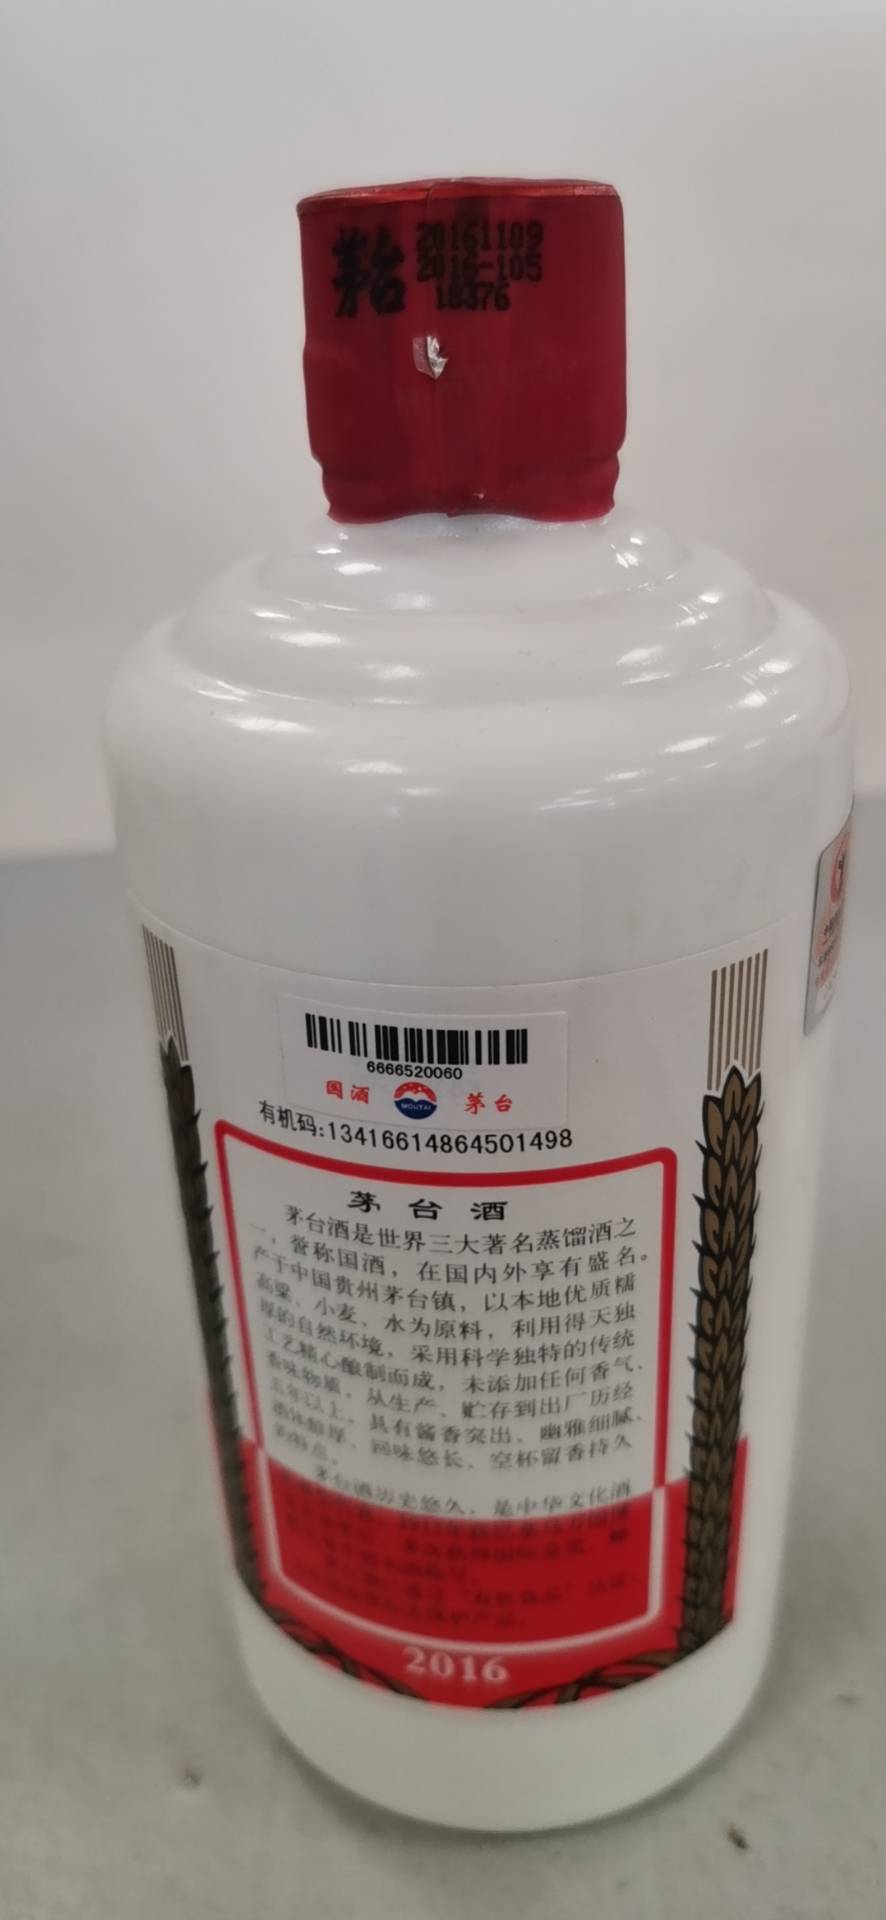 茅台 20161109
2016-105
18376
6666520060
国酒 MOUTAI 茅台
有机码:13416614864501498
茅台酒
茅台酒是世界三大著名蒸馏酒之
一，誉称国酒，在国内外享有盛名。
产于中国贵州茅台镇，以本地优质糯
高粱、小麦、水为原料，利用得天独
厚的自然环境，采用科学独特的传统
工艺精心酿制而成，未添加任何香气、
香味物质。从生产、贮存到出厂历经
五年以上。具有酱香突出、幽雅细腻、
酒体醇厚、回味悠长、空杯留香持久
的特点。
茅台酒历史悠久，是中华文化酒
2016